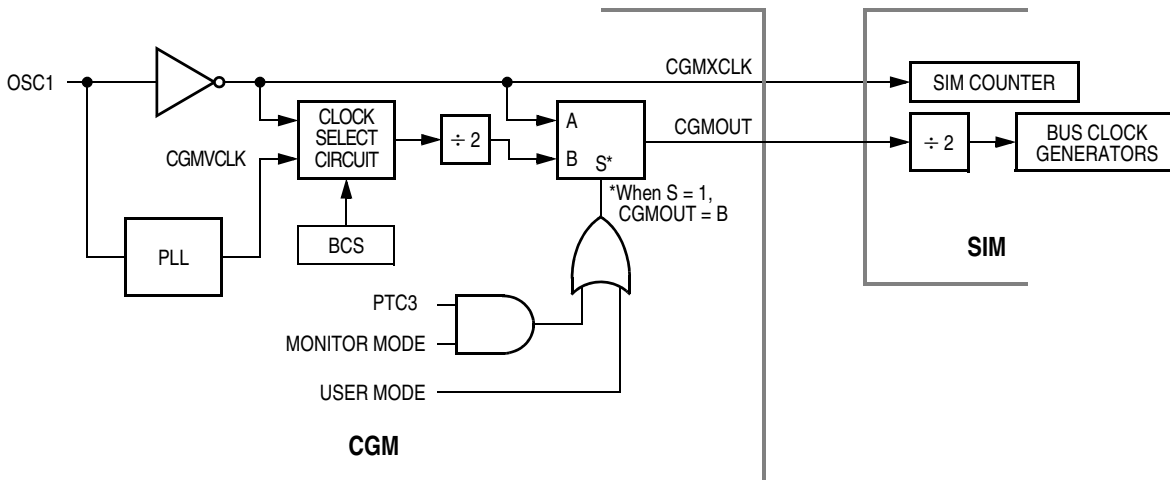 OSC1
CGMXCLK
SIM COUNTER
CLOCK
SELECT
CIRCUIT
÷ 2
A
B
S*
CGMOUT
÷ 2
BUS CLOCK
GENERATORS
CGMVCLK
*When S = 1,
CGMOUT = B
BCS
PLL
SIM
PTC3
MONITOR MODE
USER MODE
CGM